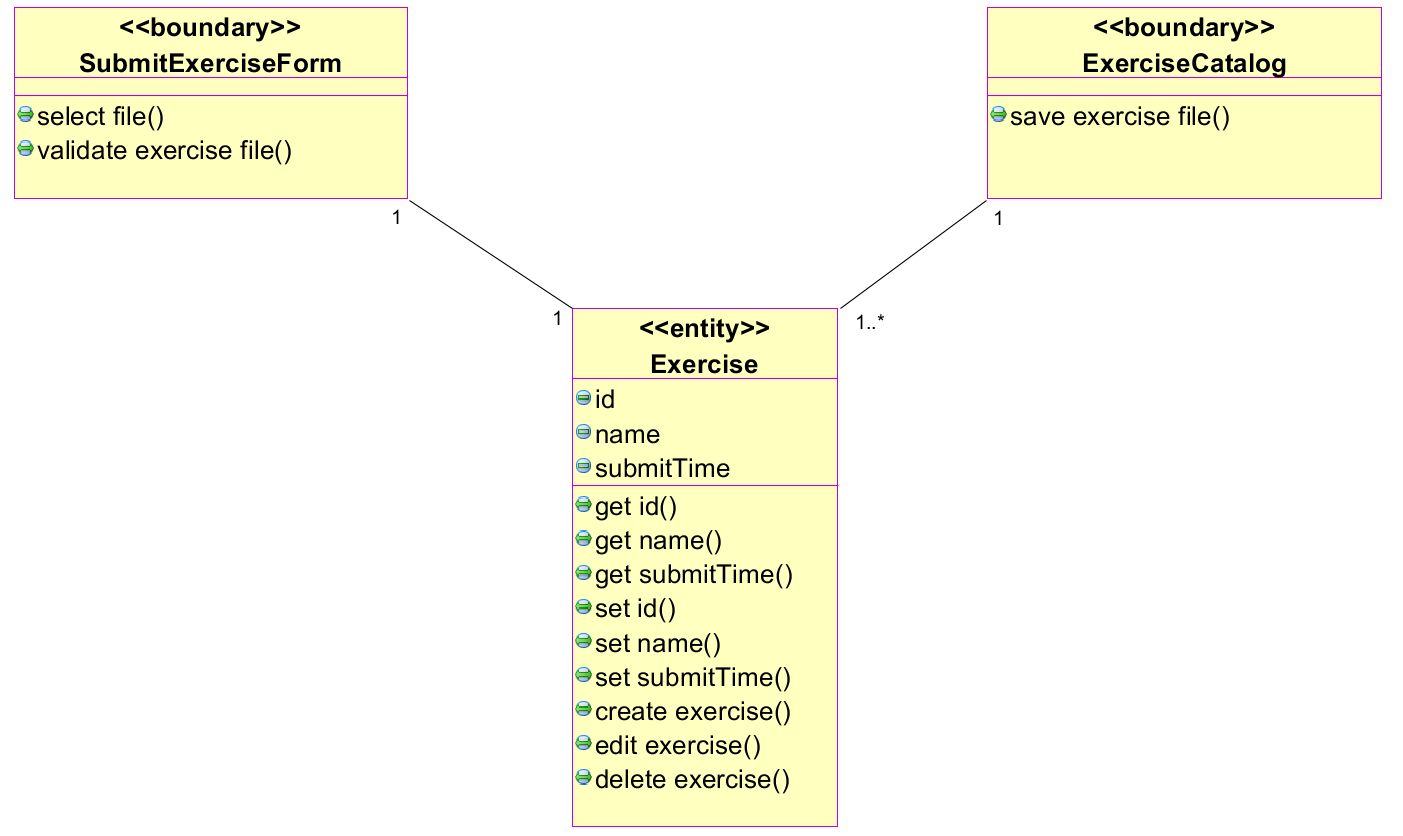 <<boundary>>
SubmitExerciseForm
select file()
validate exercise file()
<<boundary>>
ExerciseCatalog
save exercise file()
1
1
1
1..*
<<entity>>
Exercise
id
name
submitTime
get id()
get name()
get submitTime()
set id()
set name()
set submitTime()
create exercise()
edit exercise()
delete exercise()